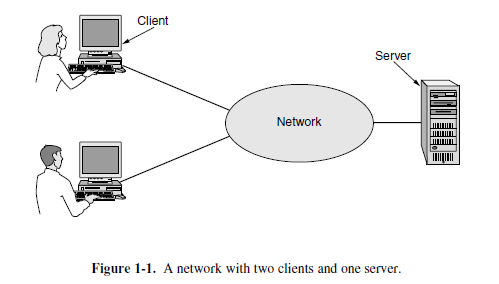 Client
Server
Network
Figure 1-1. A network with two clients and one server.